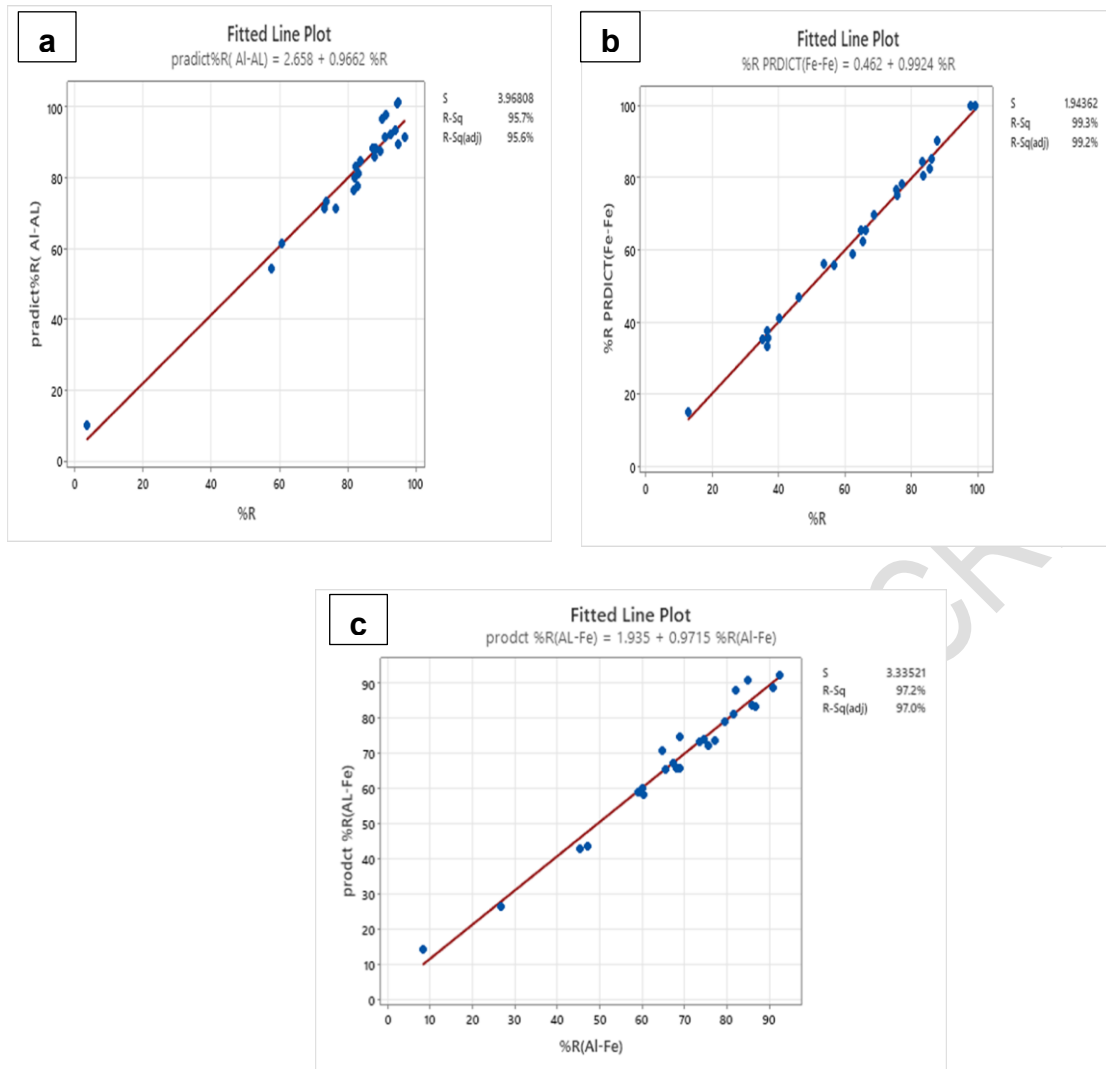 a
Fitted Line Plot
pradict%R( Al-AL) = 2.658 + 0.9662 %R
S 3.96808
R-Sq 95.7%
R-Sq(adj) 95.6%
pradict%R( Al-AL)
100
80
60
40
20
0
0 20 40 60 80 100
%R
b
Fitted Line Plot
%R PRDICT(Fe-Fe) = 0.462 + 0.9924 %R
S 1.94362
R-Sq 99.3%
R-Sq(adj) 99.2%
%R PRDICT(Fe-Fe)
100
80
60
40
20
0
0 20 40 60 80 100
%R
c
Fitted Line Plot
prodct %R(AL-Fe) = 1.935 + 0.9715 %R(Al-Fe)
S 3.33521
R-Sq 97.2%
R-Sq(adj) 97.0%
prodct %R(AL-Fe)
90
80
70
60
50
40
30
20
10
0
0 10 20 30 40 50 60 70 80 90
%R(Al-Fe)